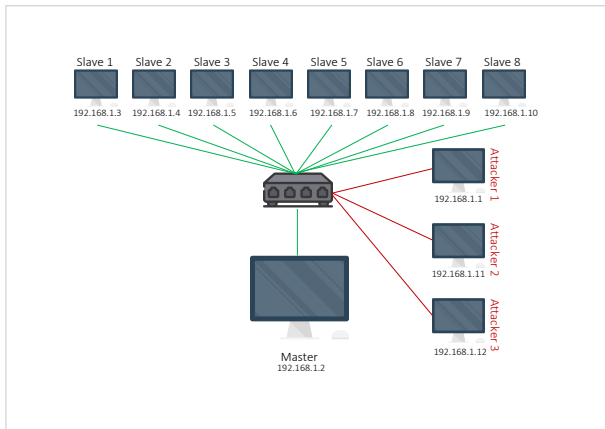 Slave 1 Slave 2 Slave 3 Slave 4 Slave 5 Slave 6 Slave 7 Slave 8
192.168.1.3 192.168.1.4 192.168.1.5 192.168.1.6 192.168.1.7 192.168.1.8 192.168.1.9 192.168.1.10
Attacker 1
192.168.1.1
Attacker 2
192.168.1.11
Attacker 3
192.168.1.12
Master
192.168.1.2